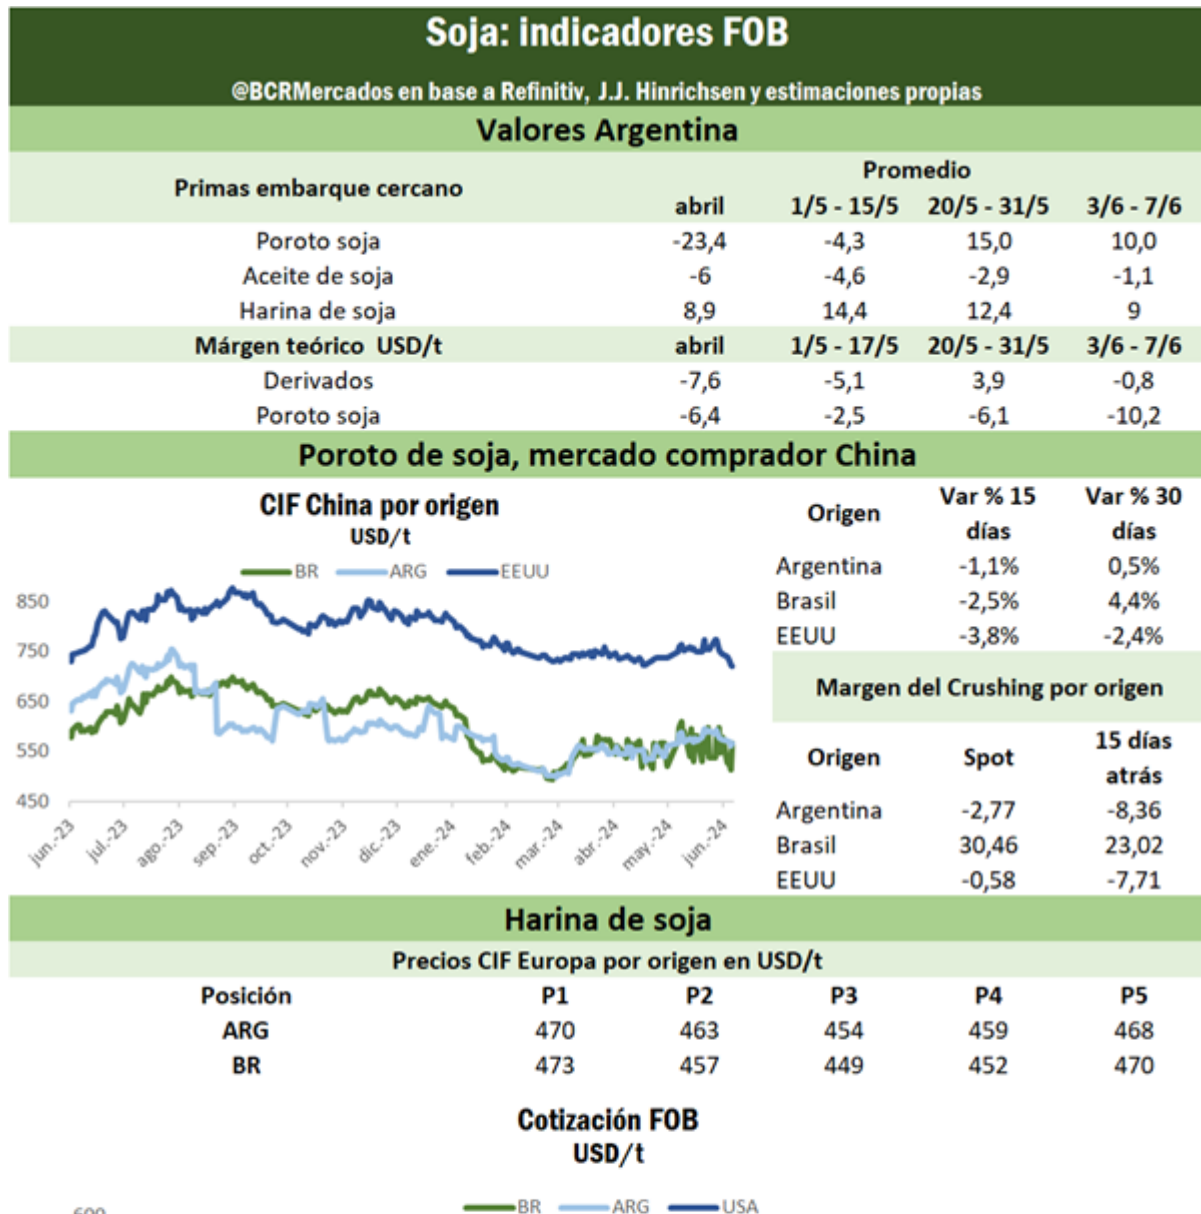 Soja: indicadores FOB
@BCRMercados en base a Refinitiv, J.J. Hinrichsen y estimaciones propias
Valores Argentina
Primas embarque cercano
Promedio
abril 1/5 - 15/5 20/5 - 31/5 3/6 - 7/6
Poroto soja -23,4 -4,3 15,0 10,0
Aceite de soja -6 -4,6 -2,9 -1,1
Harina de soja 8,9 14,4 12,4 9
Márgen teórico USD/t abril 1/5 - 17/5 20/5 - 31/5 3/6 - 7/6
Derivados -7,6 -5,1 3,9 -0,8
Poroto soja -6,4 -2,5 -6,1 -10,2
Poroto de soja, mercado comprador China
CIF China por origen
USD/t
BR ARG EEUU
850
750
650
550
450
jun.-23 jul.-23 ago.-23 sep.-23 oct.-23 nov.-23 dic.-23 ene.-24 feb.-24 mar.-24 abr.-24 may.-24 jun.-24
Origen Var % 15 días Var % 30 días
Argentina -1,1% 0,5%
Brasil -2,5% 4,4%
EEUU -3,8% -2,4%
Margen del Crushing por origen
Origen Spot 15 días atrás
Argentina -2,77 -8,36
Brasil 30,46 23,02
EEUU -0,58 -7,71
Harina de soja
Precios CIF Europa por origen en USD/t
Posición P1 P2 P3 P4 P5
ARG 470 463 454 459 468
BR 473 457 449 452 470
Cotización FOB
USD/t
BR ARG USA
600